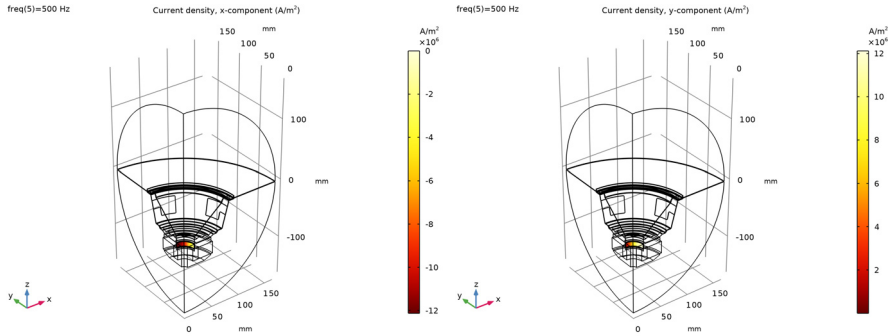 freq(5)=500 Hz
Current density, x-component (A/m²)
150
mm
100
50
0
100
0
mm
-100
150
100
50
0
mm
z
y
x
A/m²
×10⁶
0
-2
-4
-6
-8
-10
-12
freq(5)=500 Hz
Current density, y-component (A/m²)
150
mm
100
50
0
100
0
mm
-100
150
100
50
0
mm
z
y
x
A/m²
×10⁶
12
10
8
6
4
2